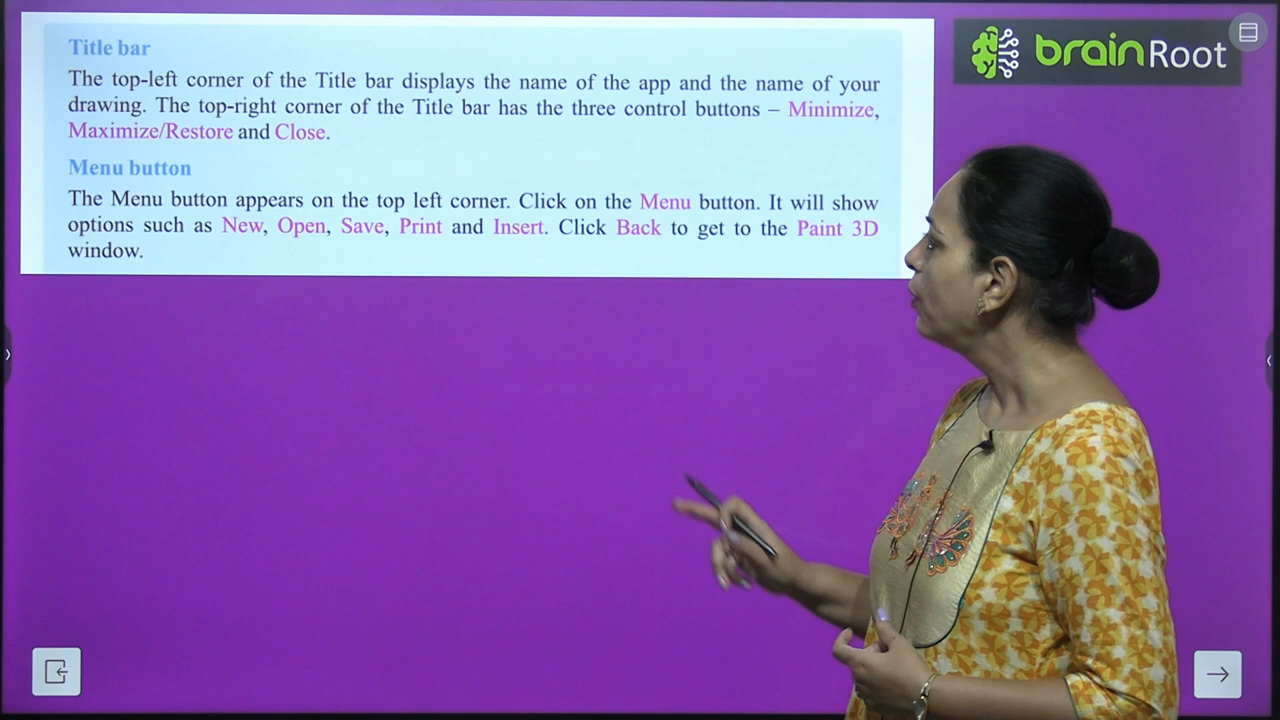 Title bar
The top-left corner of the Title bar displays the name of the app and the name of your
drawing. The top-right corner of the Title bar has the three control buttons – Minimize,
Maximize/Restore and Close.
Menu button
The Menu button appears on the top left corner. Click on the Menu button. It will show
options such as New, Open, Save, Print and Insert. Click Back to get to the Paint 3D
window.
brainRoot